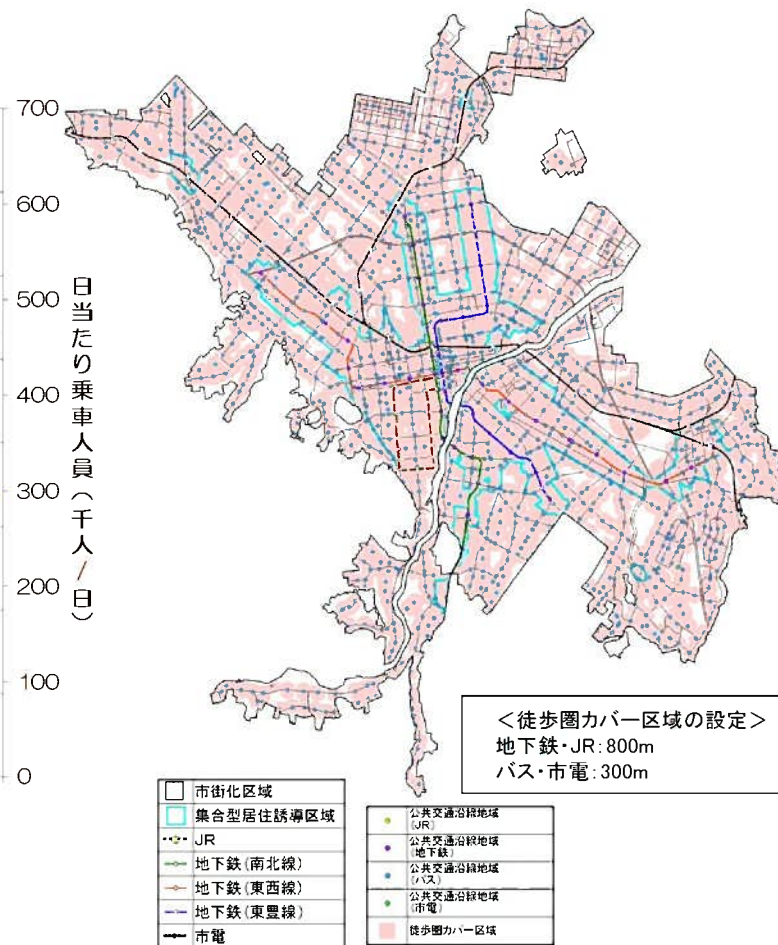 700
600
500
400
300
200
100
0
日当たり乗車人員(千人/日)
<徒歩圏カバー区域の設定>
地下鉄・JR:800m
バス・市電:300m
市街化区域
集合型居住誘導区域
JR
地下鉄(南北線)
地下鉄(東西線)
地下鉄(東豊線)
市電
公共交通沿線地域
(JR)
公共交通沿線地域
(地下鉄)
公共交通沿線地域
(バス)
公共交通沿線地域
(市電)
徒歩圏カバー区域